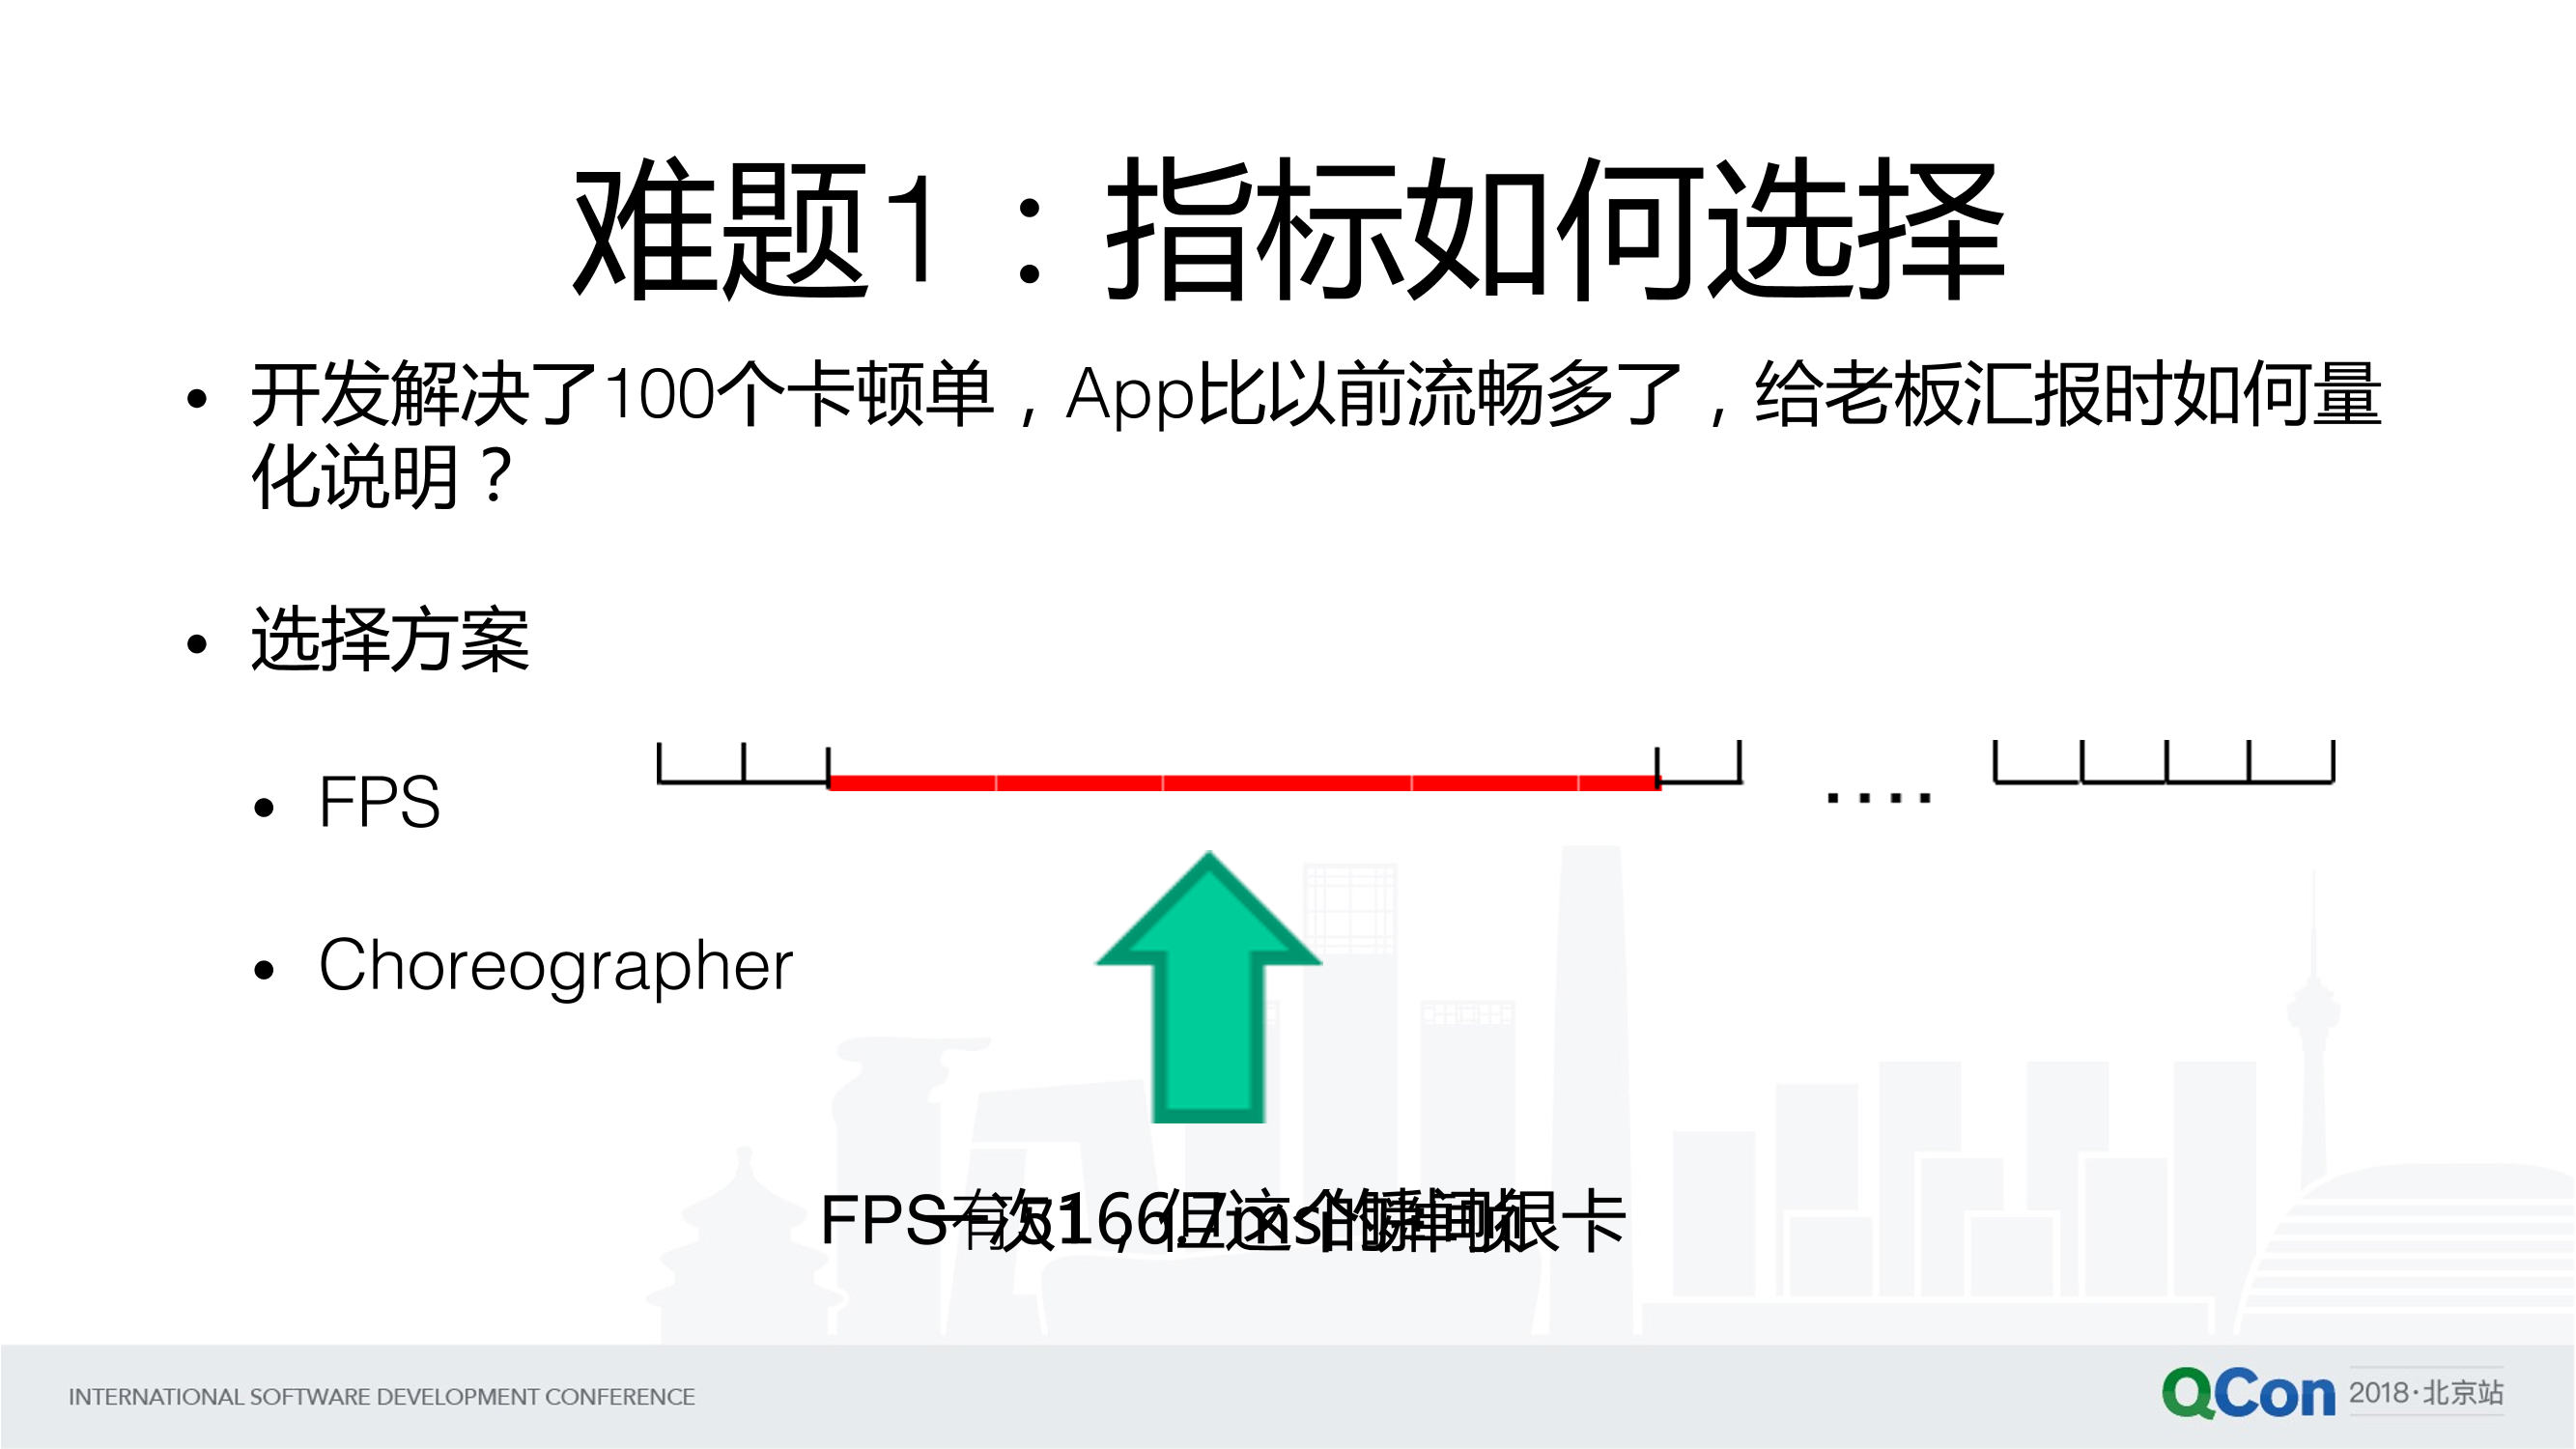 难题1：指标如何选择
• 开发解决了100个卡顿单，App比以前流畅多了，给老板汇报时如何量
化说明？
• 选择方案
• FPS
....
• Choreographer
FPS
INTERNATIONAL SOFTWARE DEVELOPMENT CONFERENCE
QCon 2018·北京站